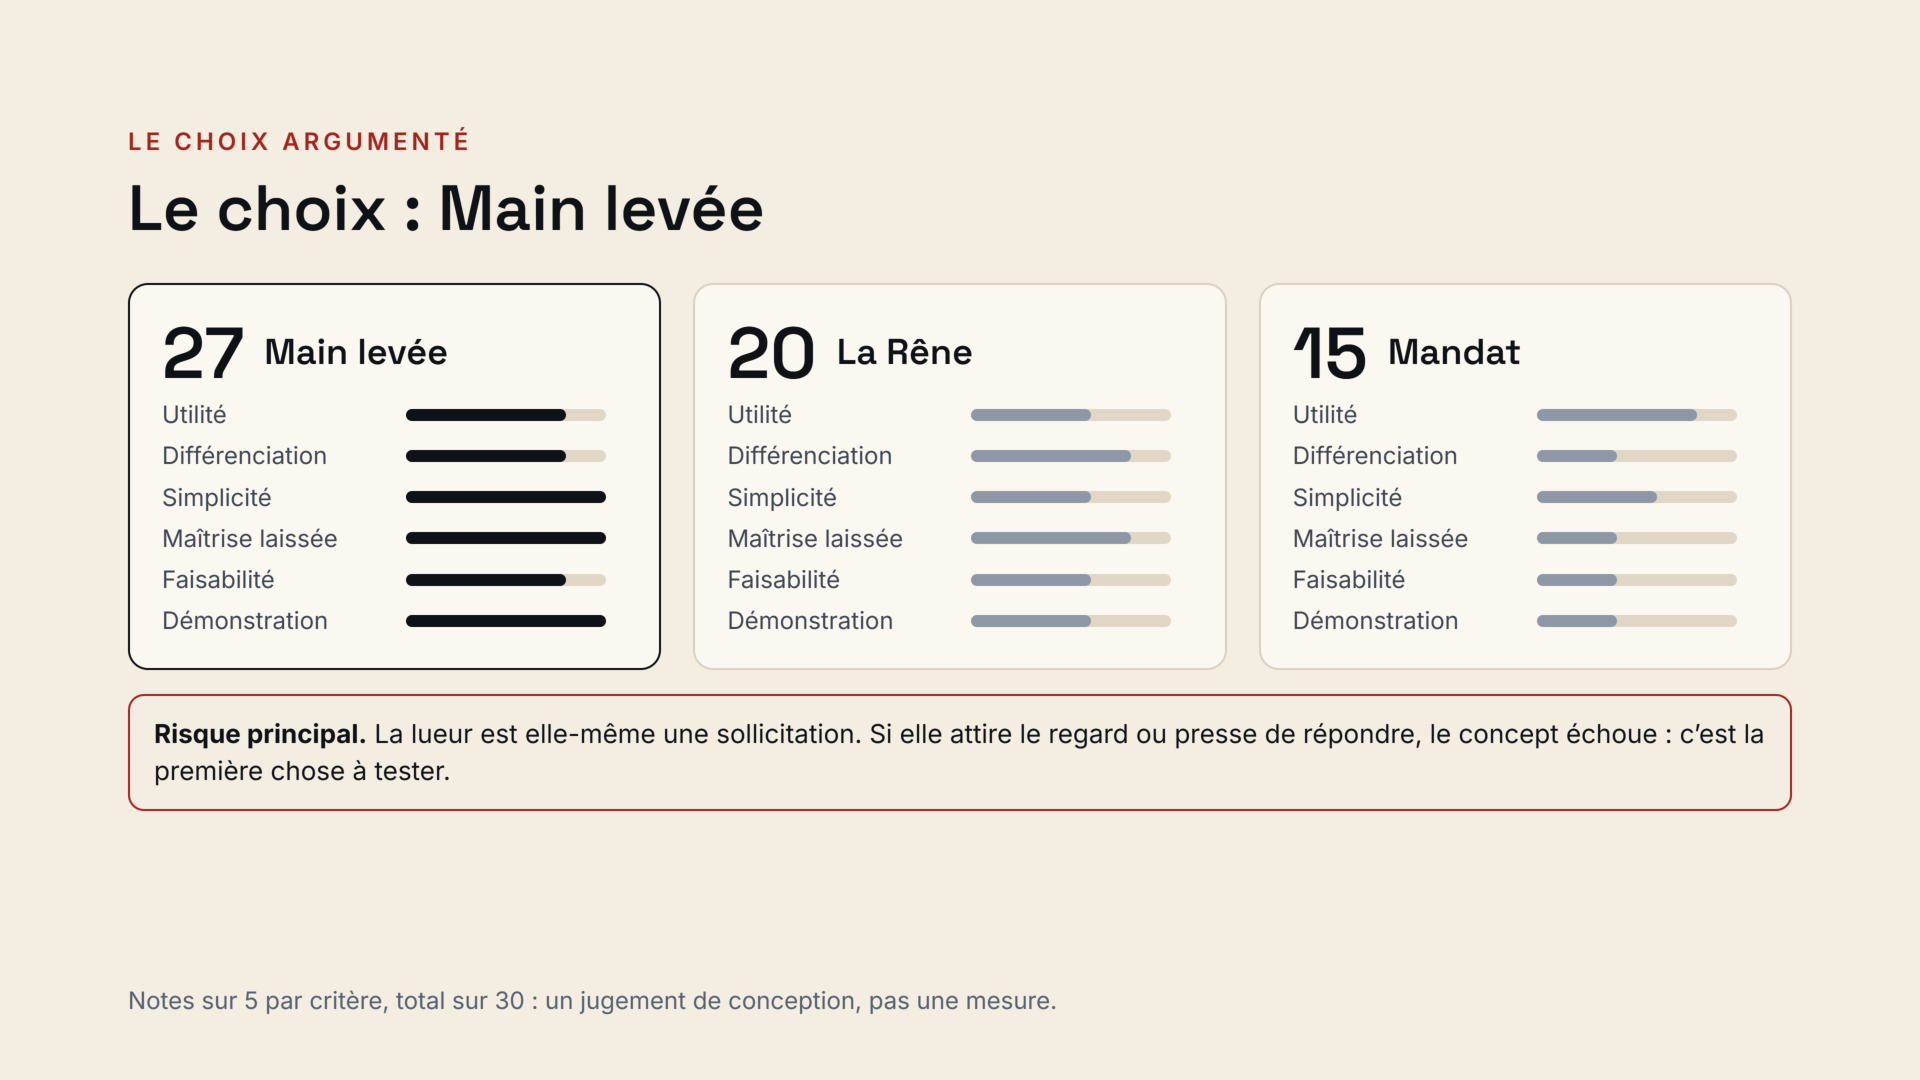 LE CHOIX ARGUMENTÉ
Le choix : Main levée
27 Main levée
Utilité
Différenciation
Simplicité
Maîtrise laissée
Faisabilité
Démonstration
20 La Rêne
Utilité
Différenciation
Simplicité
Maîtrise laissée
Faisabilité
Démonstration
15 Mandat
Utilité
Différenciation
Simplicité
Maîtrise laissée
Faisabilité
Démonstration
Risque principal. La lueur est elle-même une sollicitation. Si elle attire le regard ou presse de répondre, le concept échoue : c’est la
première chose à tester.
Notes sur 5 par critère, total sur 30 : un jugement de conception, pas une mesure.